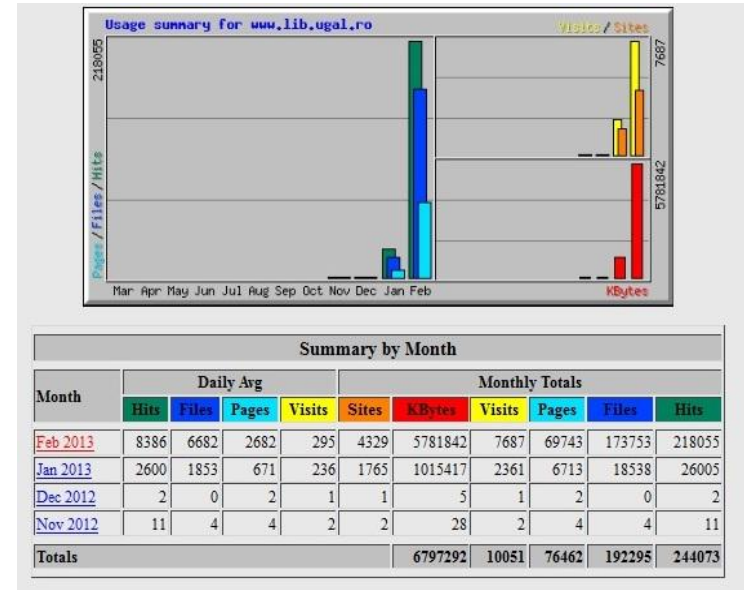 Usage summary for www.lib.ugal.ro
Visits / Sites
218055
7687
Pages / Files / Hits
5781842
Mar Apr May Jun Jul Aug Sep Oct Nov Dec Jan Feb
KBytes
Summary by Month
Month Daily Avg Monthly Totals
Hits Files Pages Visits Sites KBytes Visits Pages Files Hits
Feb 2013 8386 6682 2682 295 4329 5781842 7687 69743 173753 218055
Jan 2013 2600 1853 671 236 1765 1015417 2361 6713 18538 26005
Dec 2012 2 0 2 1 1 5 1 2 0 2
Nov 2012 11 4 4 2 2 28 2 4 4 11
Totals 6797292 10051 76462 192295 244073